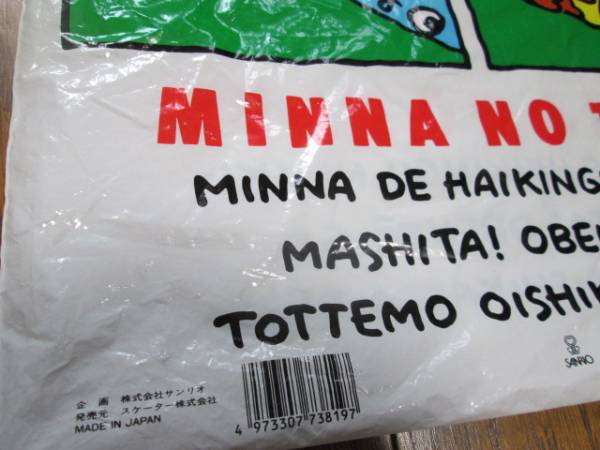 MINNA NO T
MINNA DE HAIKING
MASHITA! OBE
TOTTEMO OISHI
SANRIO
企 画 株式会社サンリオ
発売元 スケーター株式会社
MADE IN JAPAN
4 973307 738197